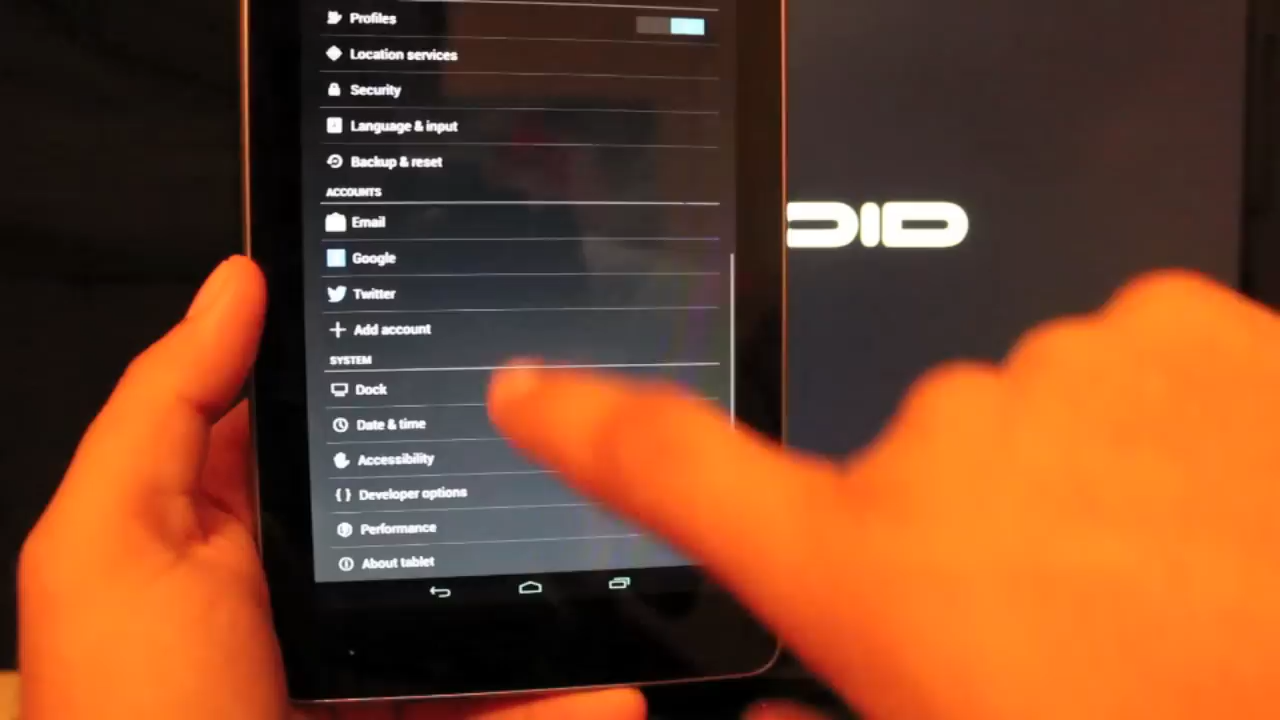 Profiles
Location services
Security
Language & input
Backup & reset
ACCOUNTS
Email
Google
Twitter
Add account
SYSTEM
Dock
Date & time
Accessibility
{ } Developer options
Performance
About tablet